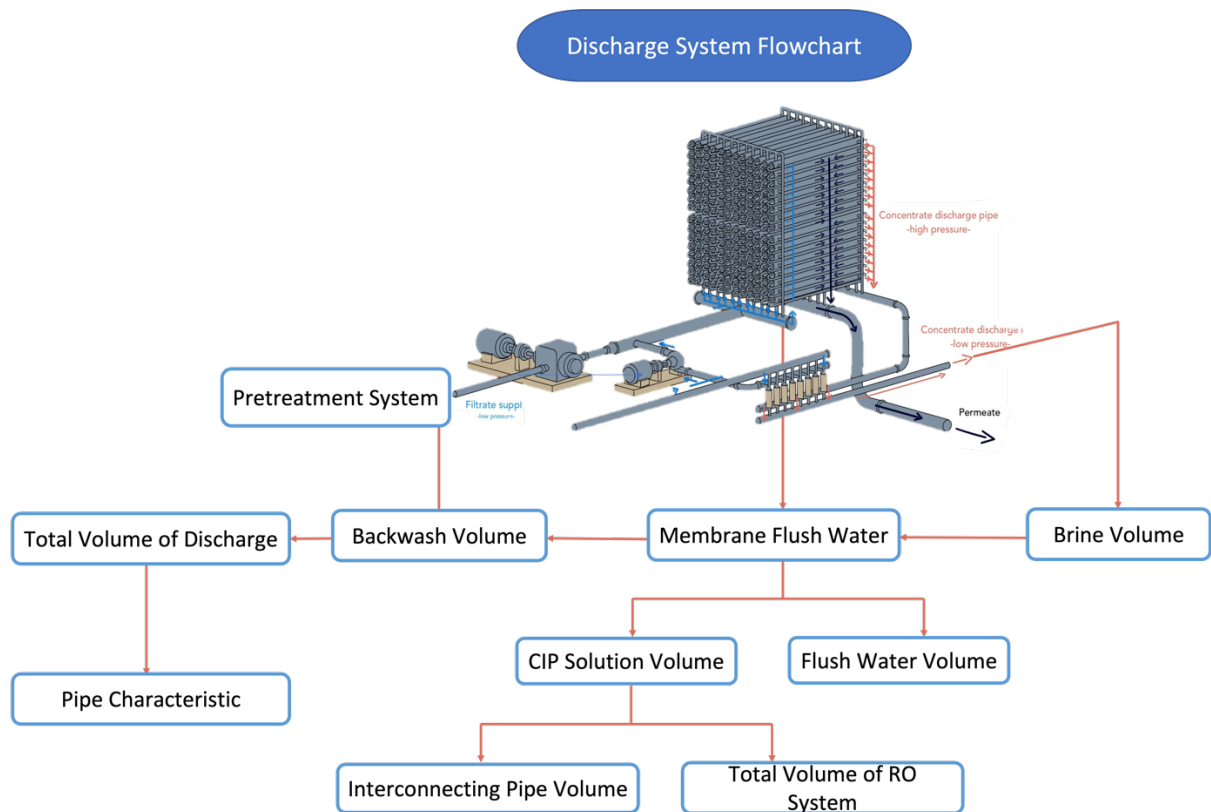 Discharge System Flowchart
Concentrate discharge pipe
-high pressure-
Concentrate discharge
-low pressure-
Pretreatment System
Filtrate suppl
-low pressure-
Permeate
Total Volume of Discharge
Backwash Volume
Membrane Flush Water
Brine Volume
CIP Solution Volume
Flush Water Volume
Pipe Characteristic
Interconnecting Pipe Volume
Total Volume of RO
System